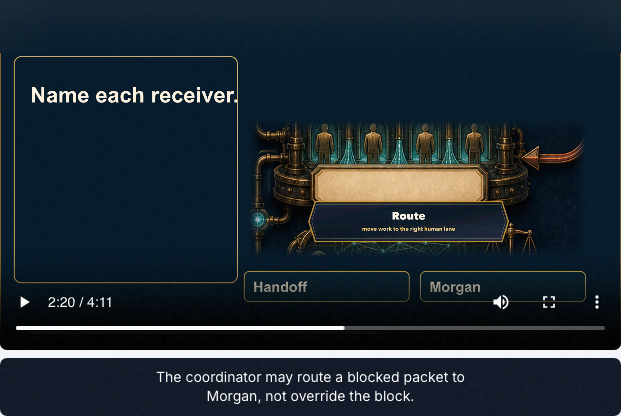 Name each receiver.
Route
move work to the right human lane
Handoff
Morgan
2:20 / 4:11
The coordinator may route a blocked packet to
Morgan, not override the block.